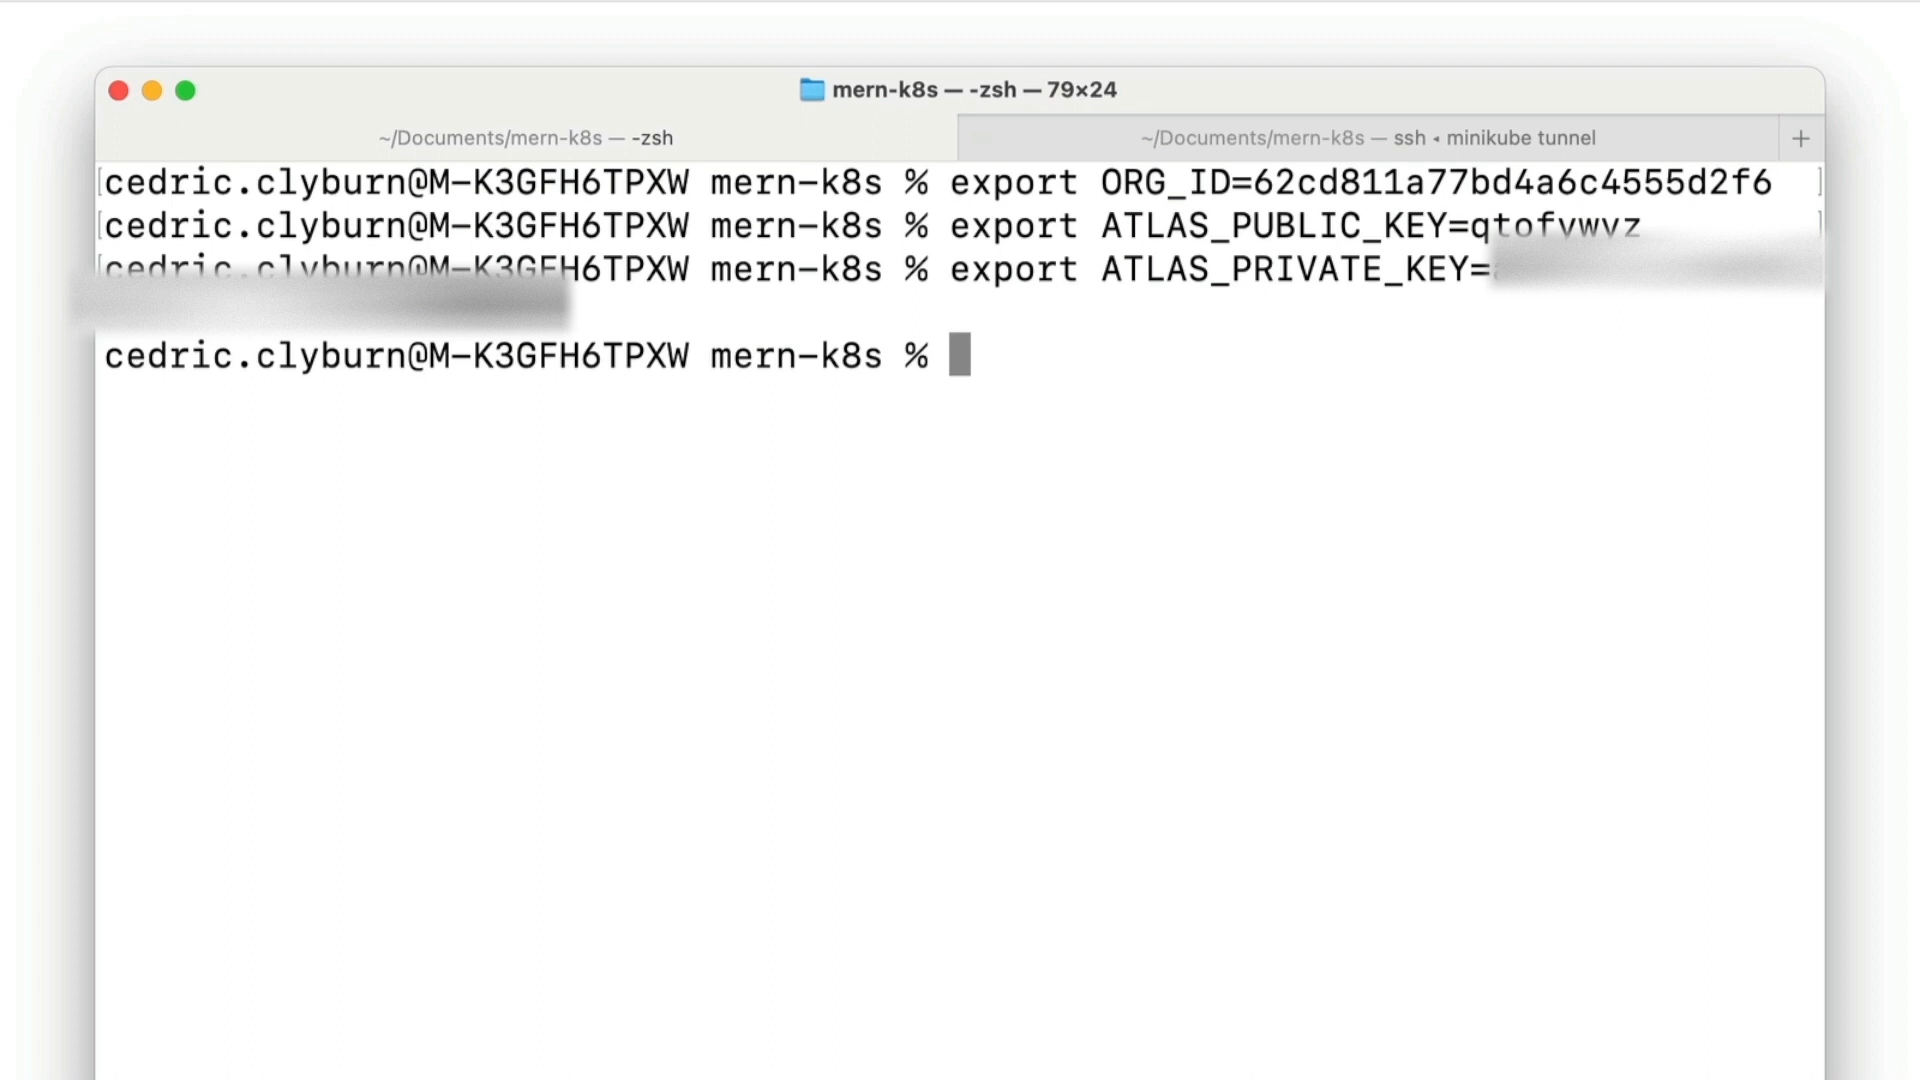 mern-k8s — -zsh — 79×24
~/Documents/mern-k8s — -zsh
~/Documents/mern-k8s — ssh ◂ minikube tunnel
+
[cedric.clyburn@M-K3GFH6TPXW mern-k8s % export ORG_ID=62cd811a77bd4a6c4555d2f6 ]
[cedric.clyburn@M-K3GFH6TPXW mern-k8s % export ATLAS_PUBLIC_KEY= ]
[cedric.clyburn@M-K3GFH6TPXW mern-k8s % export ATLAS_PRIVATE_KEY=
cedric.clyburn@M-K3GFH6TPXW mern-k8s %